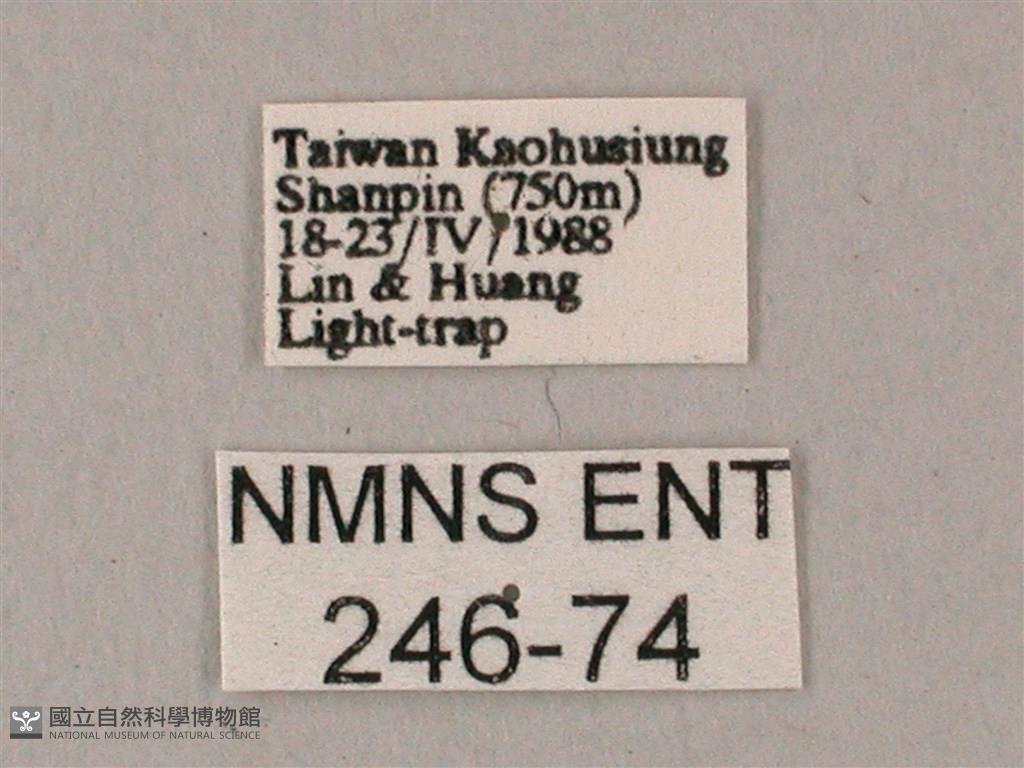 Taiwan Kaohusiung
Shanpin (750m)
18-23/IV/1988
Lin & Huang
Light-trap
NMNS ENT
246-74
國立自然科學博物館
NATIONAL MUSEUM OF NATURAL SCIENCE